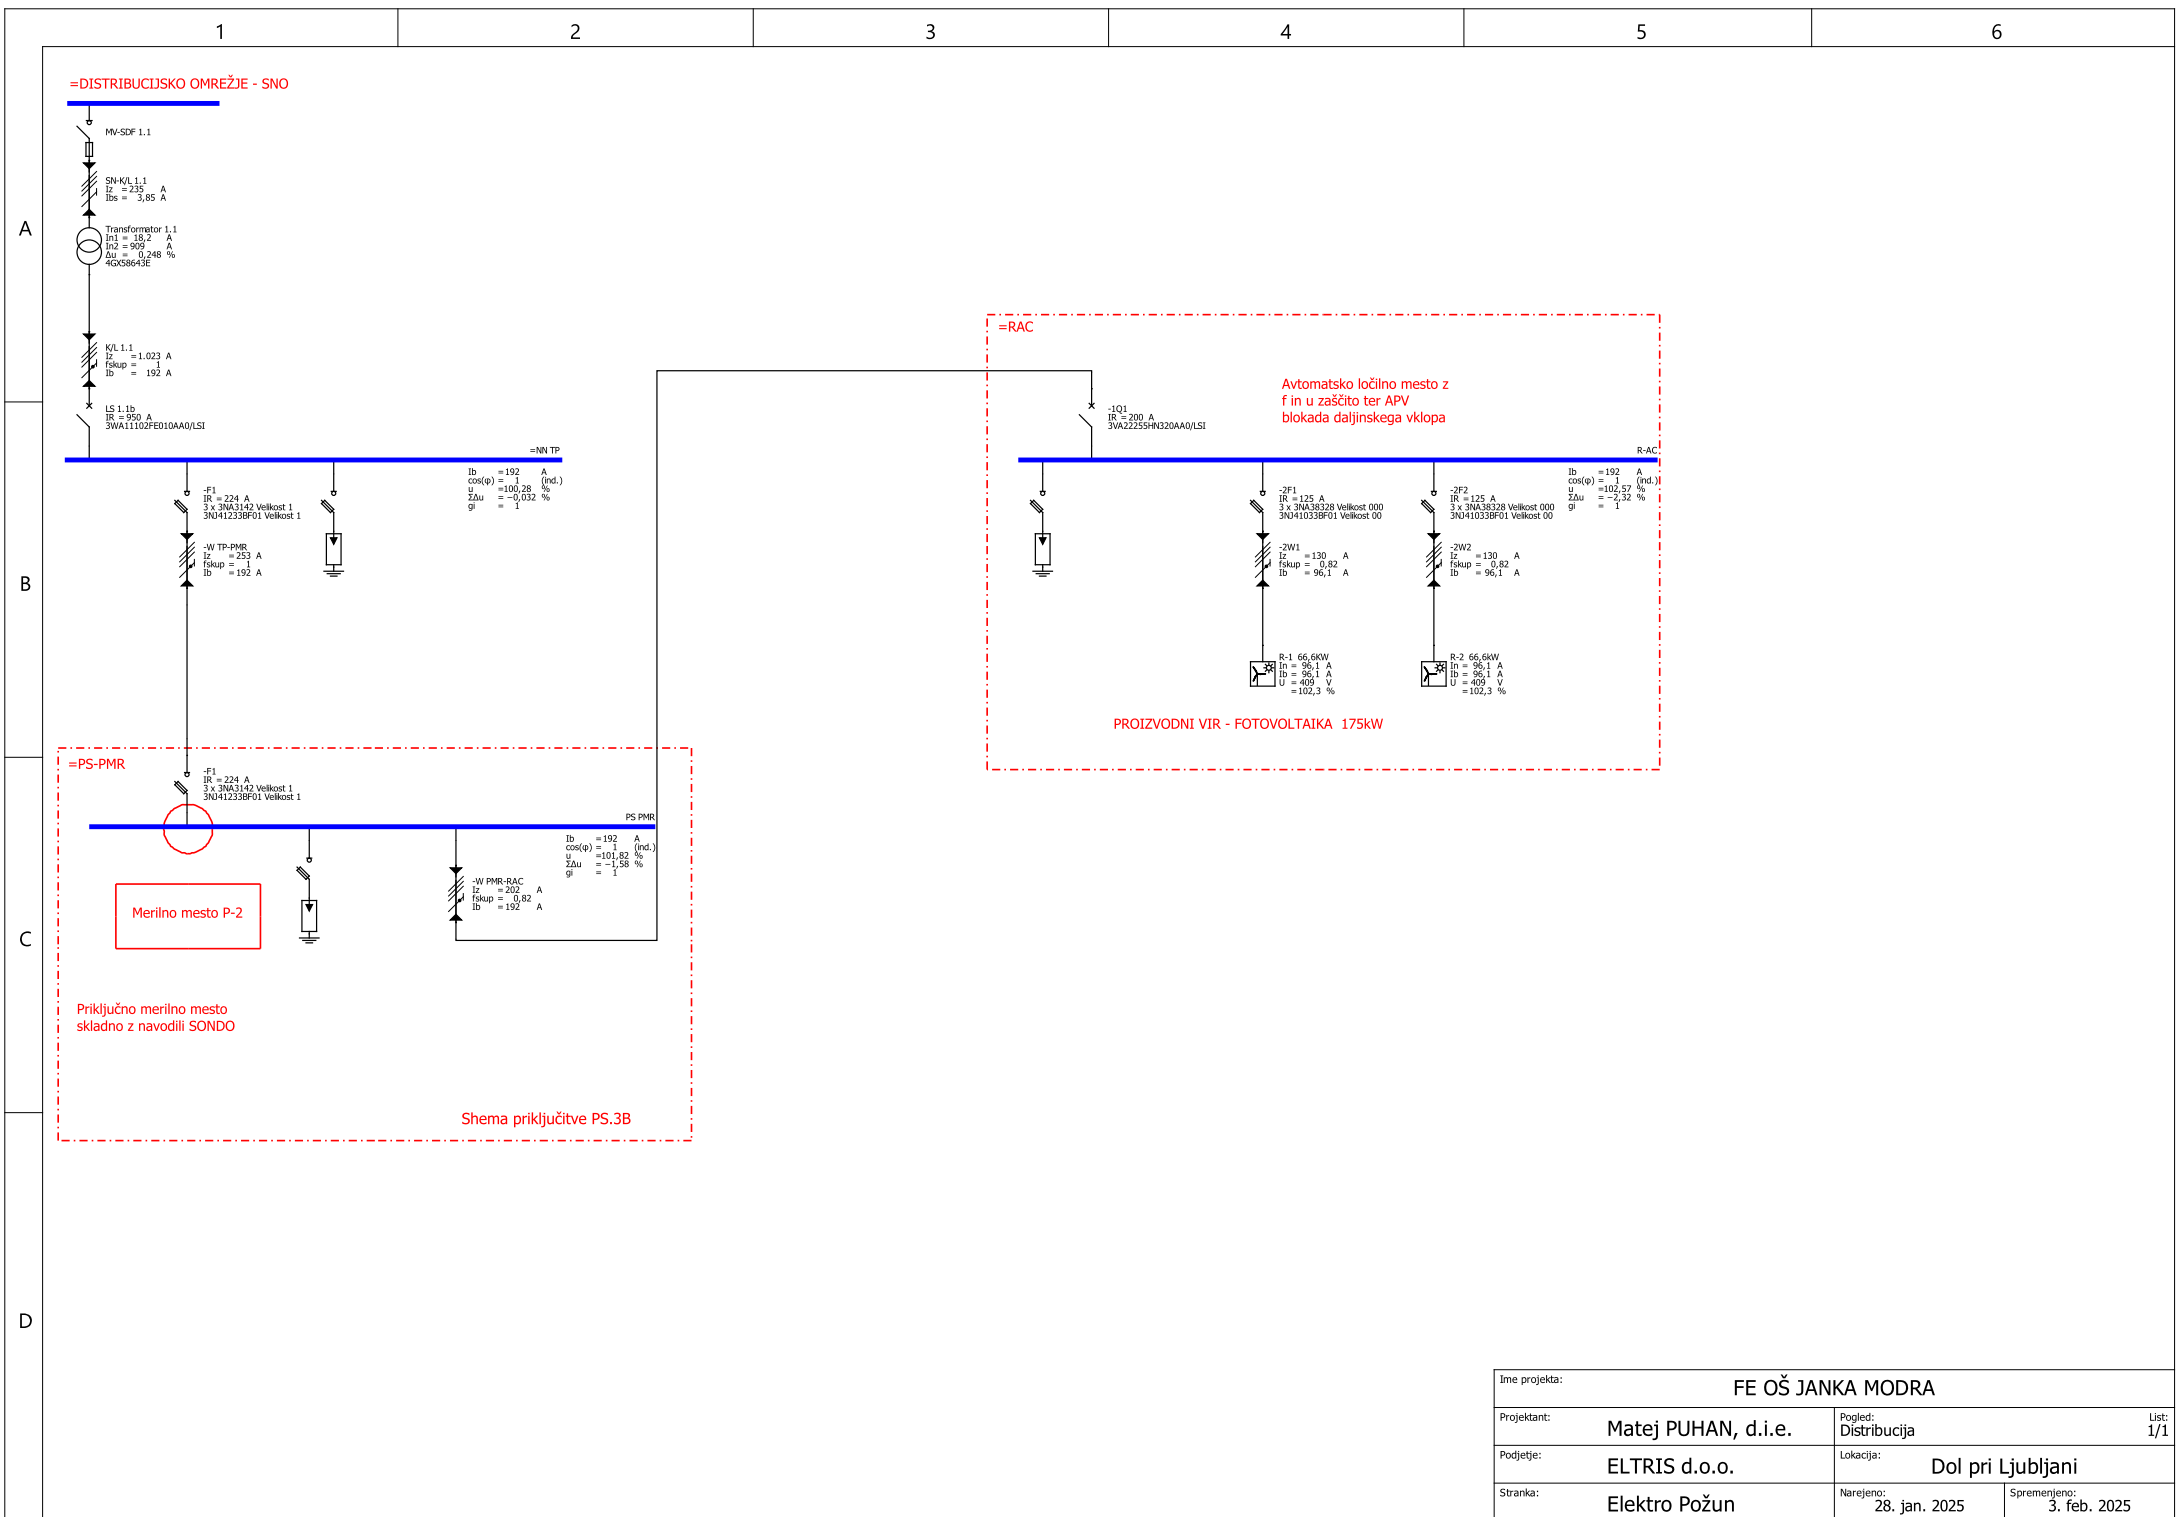 1 2 3 4 5 6
A
B
C
D
=DISTRIBUCIJSKO OMREŽJE - SNO
MV-SDF 1.1
SN-K/L 1.1
Iz = 235 A
Ibs = 3,85 A
Transformator 1.1
In1 = 18,2 A
In2 = 909 A
Δu = 0,248 %
4GX58643E
K/L 1.1
Iz = 1.023 A
fskup = 1
Ib = 192 A
LS 1.1b
IR = 950 A
3WA11102FE010AA0/LSI
=NN TP
Ib = 192 A
cos(φ) = 1 (ind.)
u =100,28 %
ΣΔu = −0,032 %
gi = 1
-F1
IR = 224 A
3 x 3NA3142 Velikost 1
3NJ41233BF01 Velikost 1
-W TP-PMR
Iz = 253 A
fskup = 1
Ib = 192 A
=PS-PMR
-F1
IR = 224 A
3 x 3NA3142 Velikost 1
3NJ41233BF01 Velikost 1
PS PMR
Ib = 192 A
cos(φ) = 1 (ind.)
u =101,82 %
ΣΔu = −1,58 %
gi = 1
-W PMR-RAC
Iz = 202 A
fskup = 0,82
Ib = 192 A
Merilno mesto P-2
Priključno merilno mesto
skladno z navodili SONDO
Shema priključitve PS.3B
=RAC
Avtomatsko ločilno mesto z
f in u zaščito ter APV
blokada daljinskega vklopa
-1Q1
IR = 200 A
3VA22255HN320AA0/LSI
R-AC
Ib = 192 A
cos(φ) = 1 (ind.)
u =102,57 %
ΣΔu = −2,32 %
gi = 1
-2F1
IR = 125 A
3 x 3NA38328 Velikost 000
3NJ41033BF01 Velikost 00
-2W1
Iz = 130 A
fskup = 0,82
Ib = 96,1 A
R-1 66,6KW
In = 96,1 A
Ib = 96,1 A
U = 409 V
= 102,3 %
-2F2
IR = 125 A
3 x 3NA38328 Velikost 000
3NJ41033BF01 Velikost 00
-2W2
Iz = 130 A
fskup = 0,82
Ib = 96,1 A
R-2 66,6kW
In = 96,1 A
Ib = 96,1 A
U = 409 V
= 102,3 %
PROIZVODNI VIR - FOTOVOLTAIKA 175kW
Ime projekta:
FE OŠ JANKA MODRA
Projektant:
Matej PUHAN, d.i.e.
Pogled:
Distribucija
List:
1/1
Podjetje:
ELTRIS d.o.o.
Lokacija:
Dol pri Ljubljani
Stranka:
Elektro Požun
Narejeno:
28. jan. 2025
Spremenjeno:
3. feb. 2025